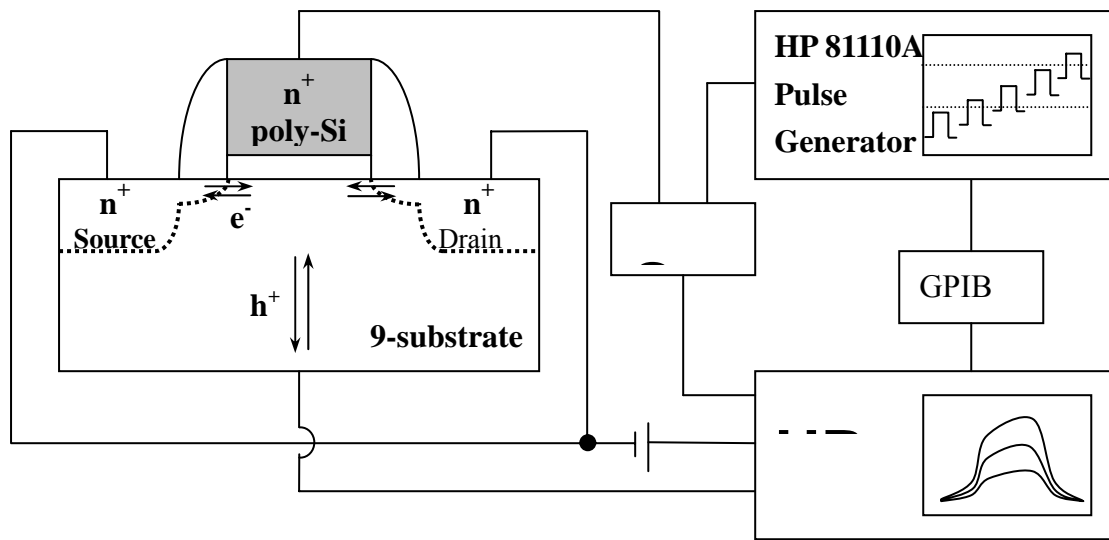 n+
poly-Si
n+
Source
e-
n+
Drain
h+
9-substrate
HP 81110A
Pulse
Generator
GPIB